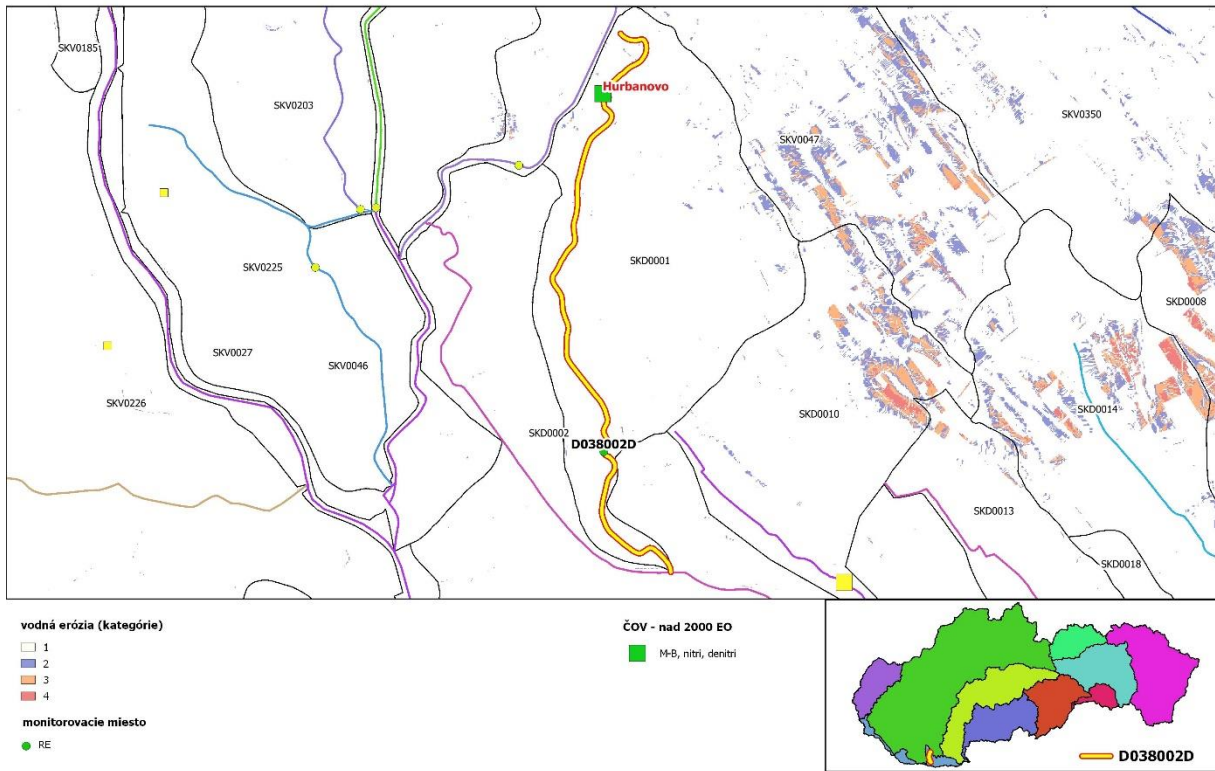 SKV0185
Hurbanovo
SKV0203
SKV0350
SKV0047
SKD0001
SKV0225
SKD0008
SKV0027
SKV0046
SKV0226
SKD0014
SKD0010
SKD0002
D038002D
SKD0013
SKD0018
vodná erózia (kategórie)
1
2
3
4
monitorovacie miesto
RE
ČOV - nad 2000 EO
M-B, nitri, denitri
D038002D